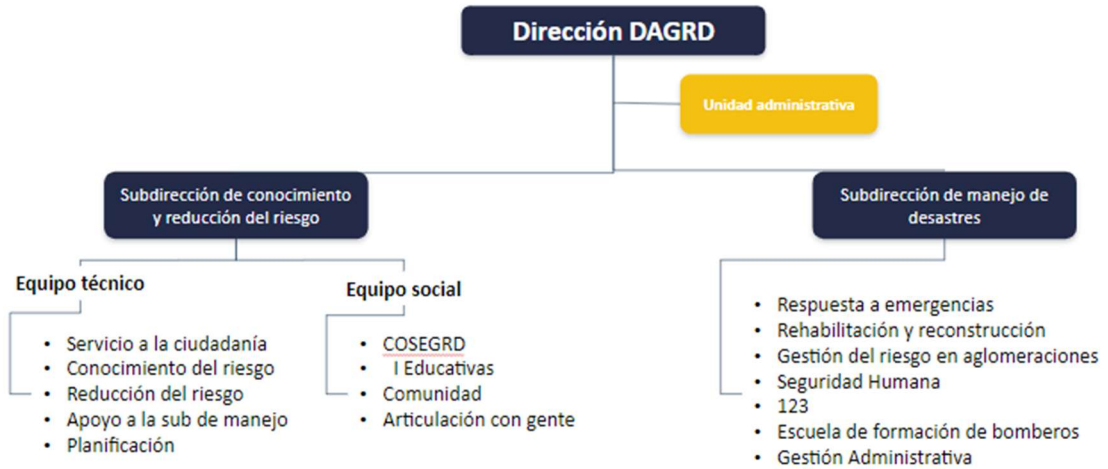 Dirección DAGRD
Unidad administrativa
Subdirección de conocimiento
y reducción del riesgo
Subdirección de manejo de
desastres
Equipo técnico
• Servicio a la ciudadanía
• Conocimiento del riesgo
• Reducción del riesgo
• Apoyo a la sub de manejo
• Planificación
Equipo social
• COSEGRD
• I Educativas
• Comunidad
• Articulación con gente
• Respuesta a emergencias
• Rehabilitación y reconstrucción
• Gestión del riesgo en aglomeraciones
• Seguridad Humana
• 123
• Escuela de formación de bomberos
• Gestión Administrativa